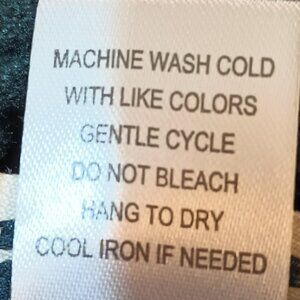 MACHINE WASH COLD
WITH LIKE COLORS
GENTLE CYCLE
DO NOT BLEACH
HANG TO DRY
COOL IRON IF NEEDED